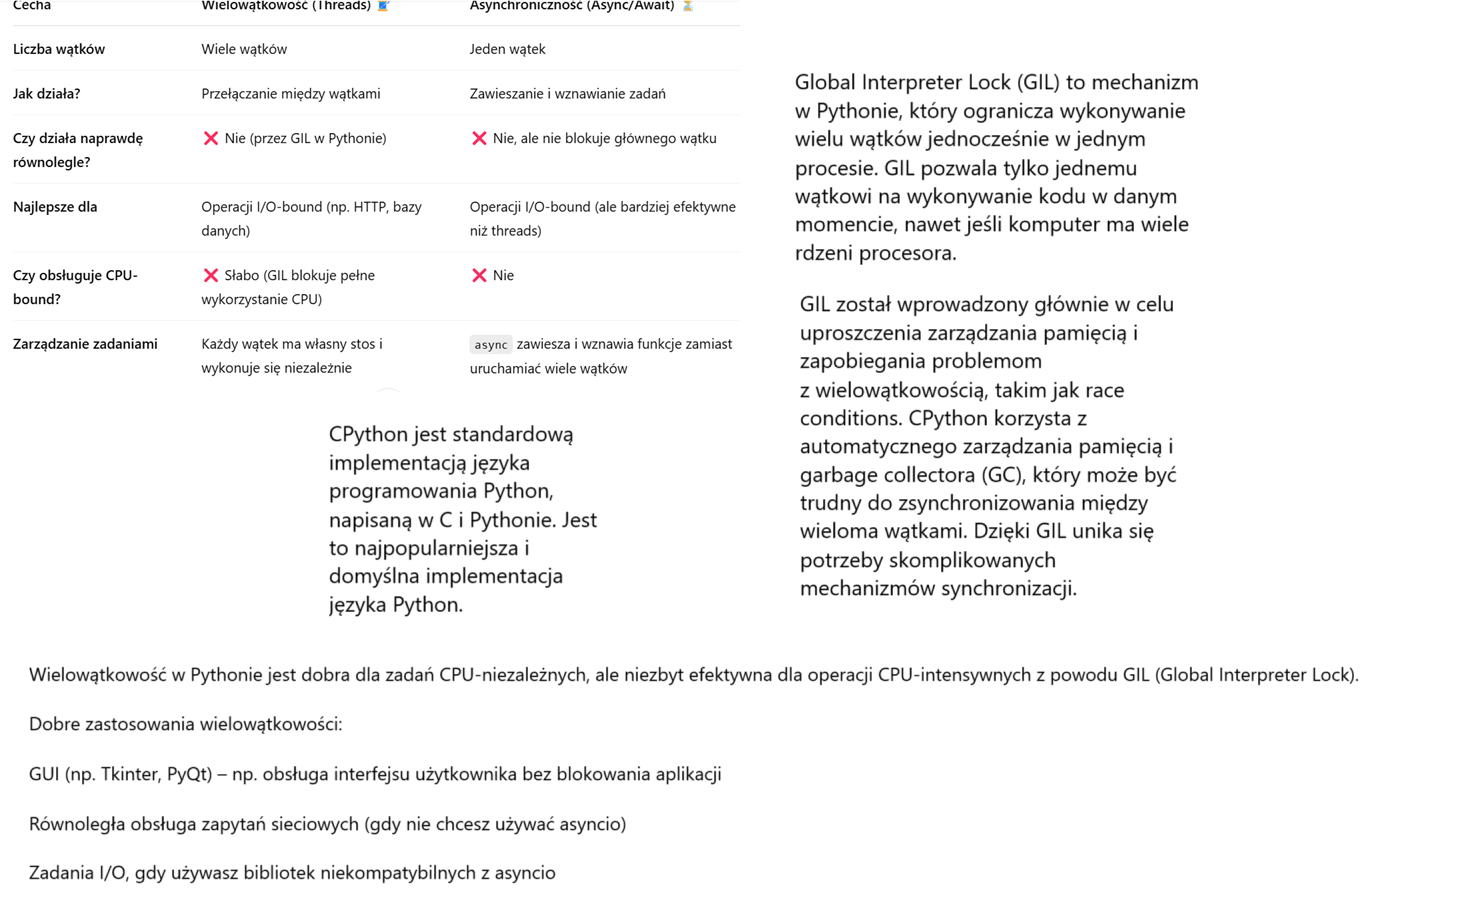 Cecha Wielowątkowość (Threads) Asynchroniczność (Async/Await)
Liczba wątków Wiele wątków Jeden wątek
Jak działa? Przełączanie między wątkami Zawieszanie i wznawianie zadań
Czy działa naprawdę równolegle? ❌ Nie (przez GIL w Pythonie) ❌ Nie, ale nie blokuje głównego wątku
Najlepsze dla Operacji I/O-bound (np. HTTP, bazy danych) Operacji I/O-bound (ale bardziej efektywne niż threads)
Czy obsługuje CPU-bound? ❌ Słabo (GIL blokuje pełne wykorzystanie CPU) ❌ Nie
Zarządzanie zadaniami Każdy wątek ma własny stos i wykonuje się niezależnie async zawiesza i wznawia funkcje zamiast uruchamiać wiele wątków
Global Interpreter Lock (GIL) to mechanizm
w Pythonie, który ogranicza wykonywanie
wielu wątków jednocześnie w jednym
procesie. GIL pozwala tylko jednemu
wątkowi na wykonywanie kodu w danym
momencie, nawet jeśli komputer ma wiele
rdzeni procesora.
GIL został wprowadzony głównie w celu
uproszczenia zarządzania pamięcią i
zapobiegania problemom
z wielowątkowością, takim jak race
conditions. CPython korzysta z
automatycznego zarządzania pamięcią i
garbage collectora (GC), który może być
trudny do zsynchronizowania między
wieloma wątkami. Dzięki GIL unika się
potrzeby skomplikowanych
mechanizmów synchronizacji.
CPython jest standardową
implementacją języka
programowania Python,
napisaną w C i Pythonie. Jest
to najpopularniejsza i
domyślna implementacja
języka Python.
Wielowątkowość w Pythonie jest dobra dla zadań CPU-niezależnych, ale niezbyt efektywna dla operacji CPU-intensywnych z powodu GIL (Global Interpreter Lock).
Dobre zastosowania wielowątkowości:
GUI (np. Tkinter, PyQt) – np. obsługa interfejsu użytkownika bez blokowania aplikacji
Równoległa obsługa zapytań sieciowych (gdy nie chcesz używać asyncio)
Zadania I/O, gdy używasz bibliotek niekompatybilnych z asyncio